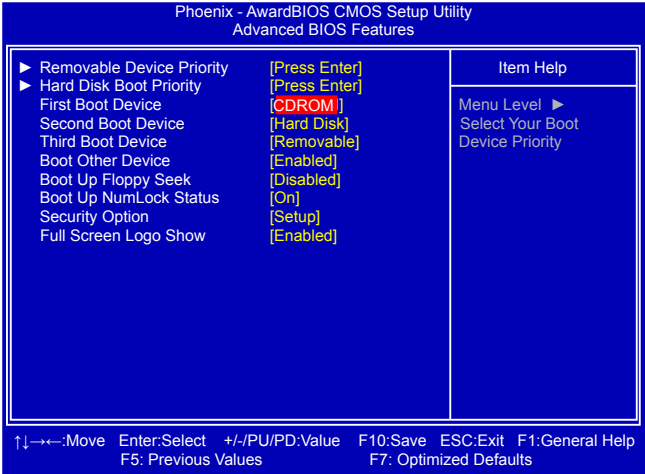 Phoenix - AwardBIOS CMOS Setup Utility
Advanced BIOS Features
► Removable Device Priority [Press Enter]
► Hard Disk Boot Priority [Press Enter]
First Boot Device [CDROM ]
Second Boot Device [Hard Disk]
Third Boot Device [Removable]
Boot Other Device [Enabled]
Boot Up Floppy Seek [Disabled]
Boot Up NumLock Status [On]
Security Option [Setup]
Full Screen Logo Show [Enabled]
Item Help
Menu Level ►
Select Your Boot
Device Priority
↑↓→←:Move Enter:Select +/-/PU/PD:Value F10:Save ESC:Exit F1:General Help
F5: Previous Values F7: Optimized Defaults